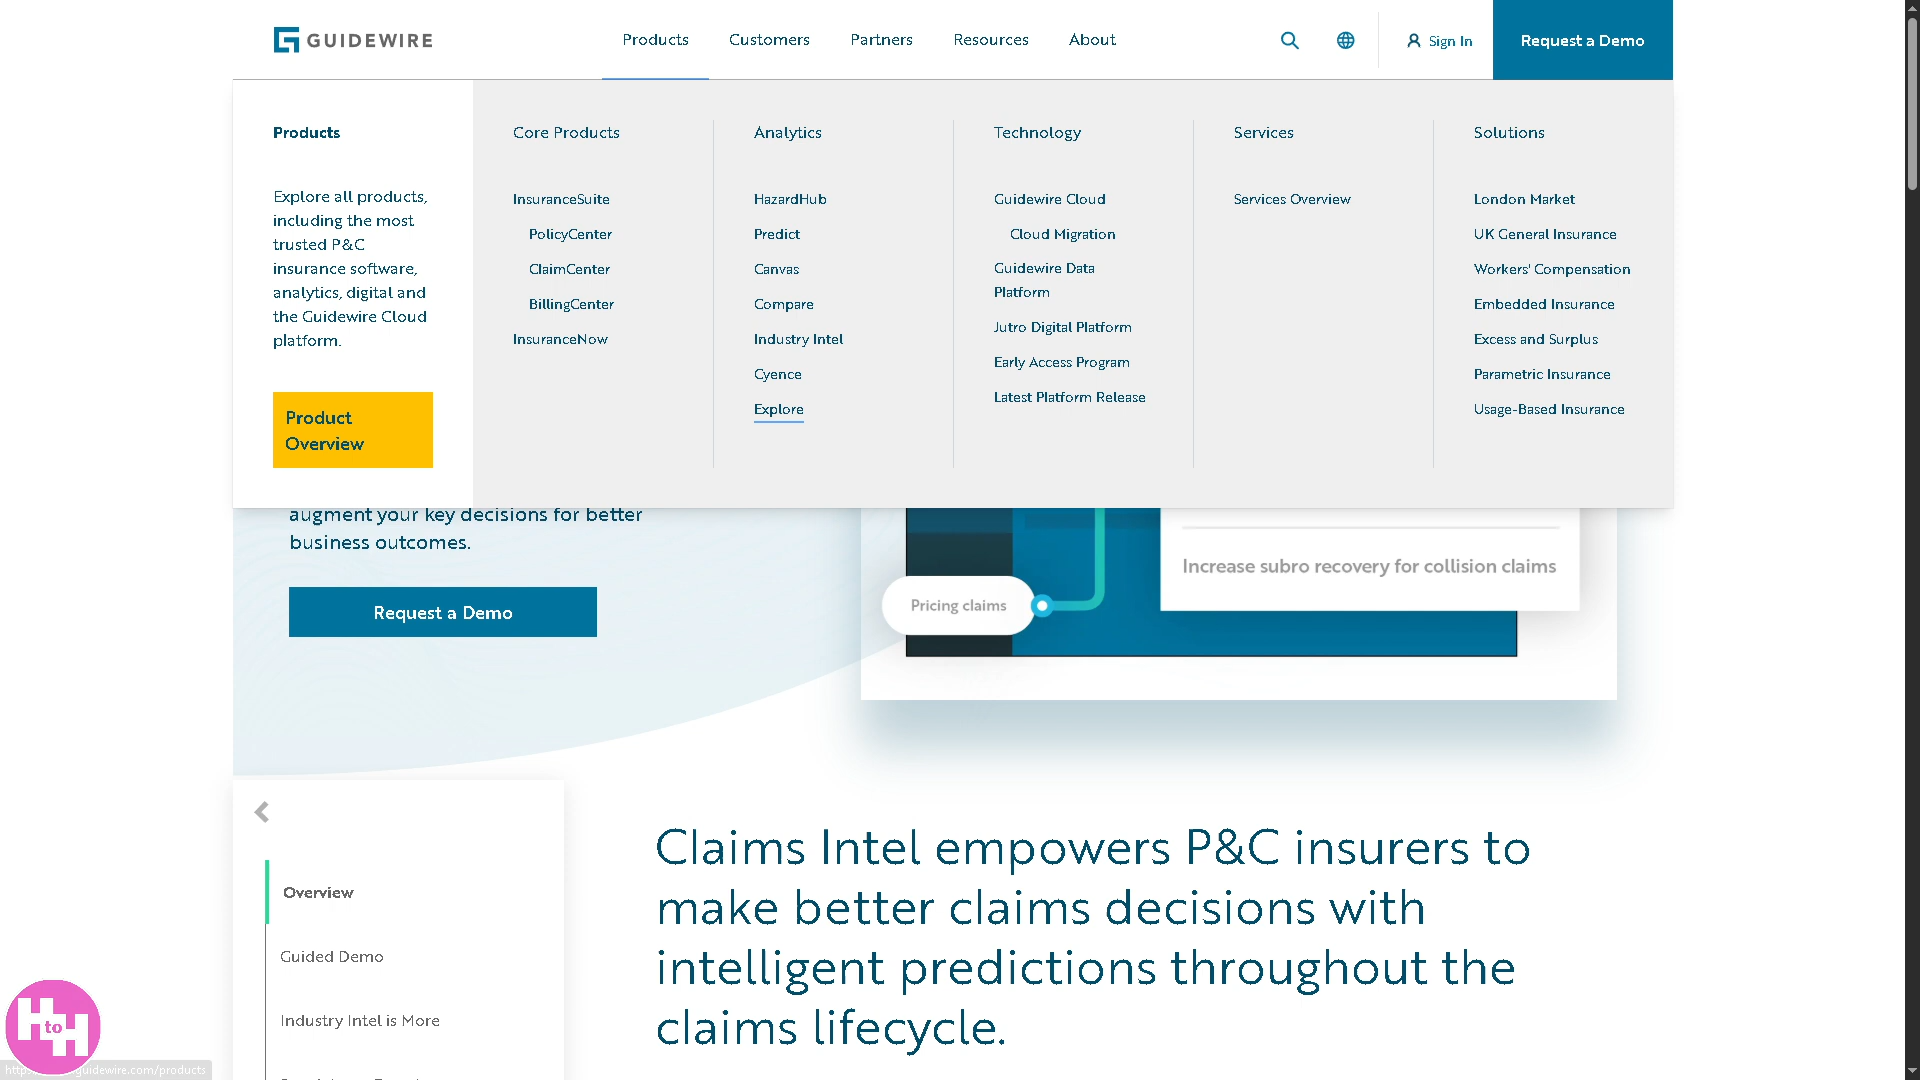 GUIDEWIRE
Products
Customers
Partners
Resources
About
Sign In
Request a Demo
Products
Explore all products,
including the most
trusted P&C
insurance software,
analytics, digital and
the Guidewire Cloud
platform.
Product
Overview
Core Products
InsuranceSuite
PolicyCenter
ClaimCenter
BillingCenter
InsuranceNow
Analytics
HazardHub
Predict
Canvas
Compare
Industry Intel
Cyence
Explore
Technology
Guidewire Cloud
Cloud Migration
Guidewire Data
Platform
Jutro Digital Platform
Early Access Program
Latest Platform Release
Services
Services Overview
Solutions
London Market
UK General Insurance
Workers' Compensation
Embedded Insurance
Excess and Surplus
Parametric Insurance
Usage-Based Insurance
augment your key decisions for better
business outcomes.
Request a Demo
Increase subro recovery for collision claims
Pricing claims
Overview
Guided Demo
Industry Intel is More
Claims Intel empowers P&C insurers to
make better claims decisions with
intelligent predictions throughout the
claims lifecycle.
H to H
guidewire.com/products